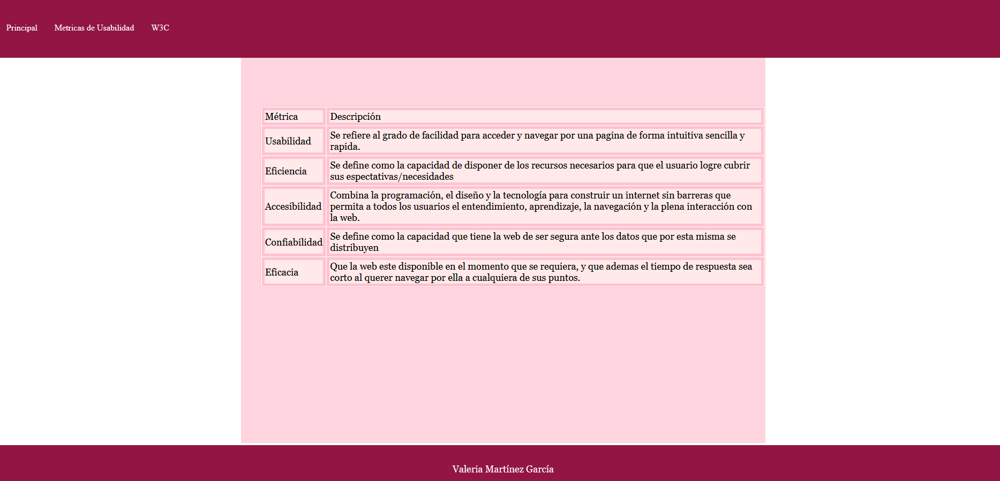 Principal Metricas de Usabilidad W3C
Métrica Descripción
Usabilidad
Se refiere al grado de facilidad para acceder y navegar por una pagina de forma intuitiva sencilla y
rapida.
Eficiencia
Se define como la capacidad de disponer de los recursos necesarios para que el usuario logre cubrir
sus espectativas/necesidades
Accesibilidad
Combina la programación, el diseño y la tecnología para construir un internet sin barreras que
permita a todos los usuarios el entendimiento, aprendizaje, la navegación y la plena interacción con
la web.
Confiabilidad
Se define como la capacidad que tiene la web de ser segura ante los datos que por esta misma se
distribuyen
Eficacia
Que la web este disponible en el momento que se requiera, y que ademas el tiempo de respuesta sea
corto al querer navegar por ella a cualquiera de sus puntos.
Valeria Martínez García